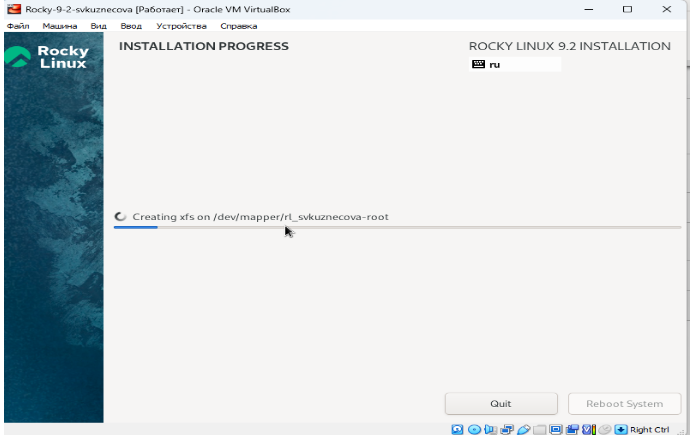 Rocky-9-2-svkuznecova [Работает] - Oracle VM VirtualBox
Файл Машина Вид Ввод Устройства Справка
Rocky
Linux
INSTALLATION PROGRESS
ROCKY LINUX 9.2 INSTALLATION
ru
Creating xfs on /dev/mapper/rl_svkuznecova-root
Quit
Reboot System
Right Ctrl